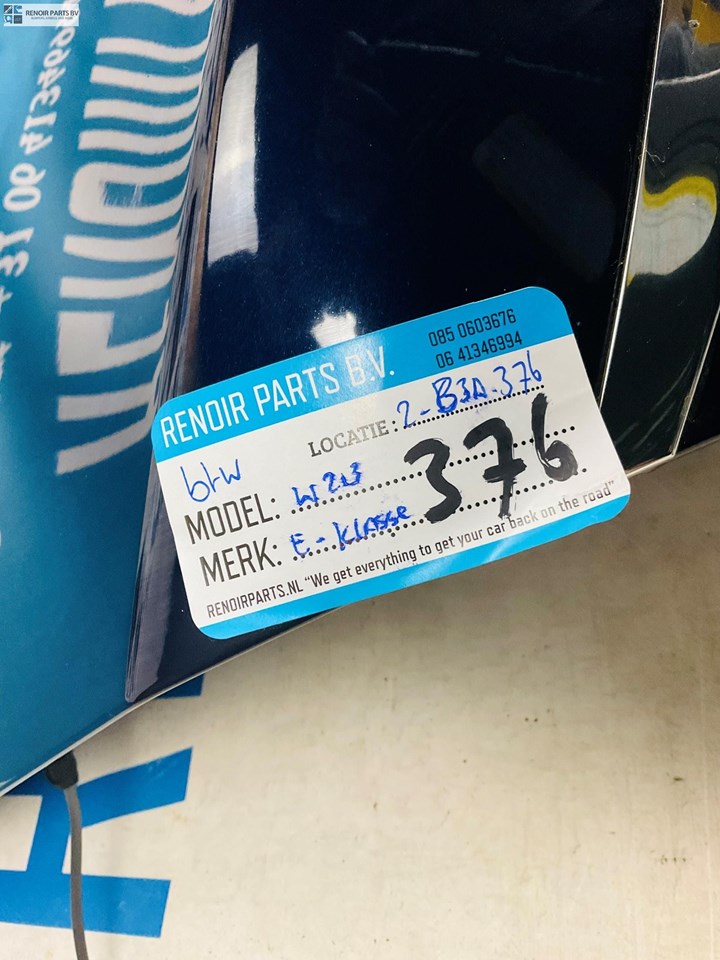 RENOIR PARTS BV
RENOIR PARTS B.V.
085 0603676
06 41346994
LOCATIE: 2-B3A.376
btw
MODEL: W213
376
MERK: E-Klasse
RENOIRPARTS.NL "We get everything to get your car back on the road"